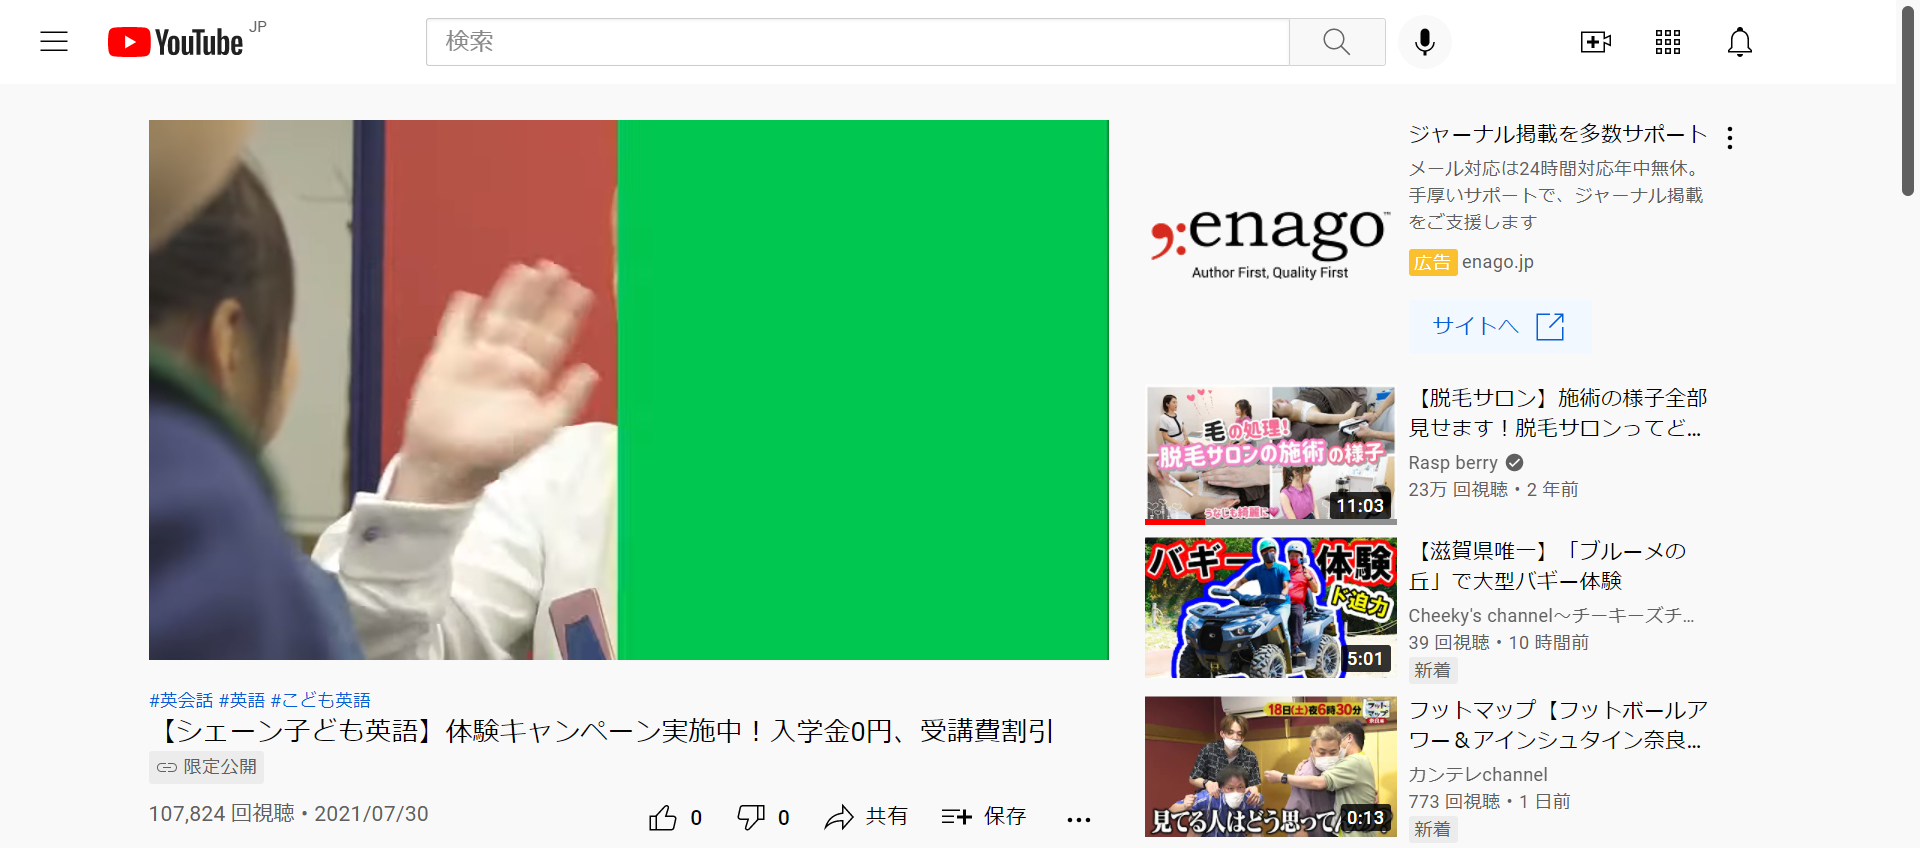 YouTube JP
検索
ジャーナル掲載を多数サポート
メール対応は24時間対応年中無休。
手厚いサポートで、ジャーナル掲載
をご支援します
広告 enago.jp
サイトへ
enago™
Author First, Quality First
毛の処理!
脱毛サロンの施術の様子
うなじも綺麗に
11:03
【脱毛サロン】施術の様子全部
見せます！脱毛サロンってど...
Rasp berry
23万 回視聴・2 年前
バギー体験
ド迫力
5:01
【滋賀県唯一】「ブルーメの
丘」で大型バギー体験
Cheeky's channel～チーキーズチ...
39 回視聴・10 時間前
新着
18日(土)夜6時30分
フットマップ
見てる人はどう思って
0:13
フットマップ【フットボールア
ワー＆アインシュタイン奈良...
カンテレchannel
773 回視聴・1 日前
新着
#英会話 #英語 #こども英語
【シェーン子ども英語】体験キャンペーン実施中！入学金0円、受講費割引
限定公開
107,824 回視聴・2021/07/30
0 0 共有 保存